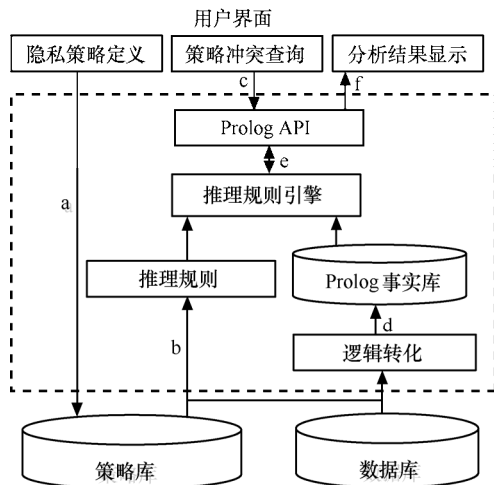 用户界面
隐私策略定义
策略冲突查询
分析结果显示
c
f
Prolog API
a
e
推理规则引擎
推理规则
Prolog 事实库
b
d
逻辑转化
策略库
数据库